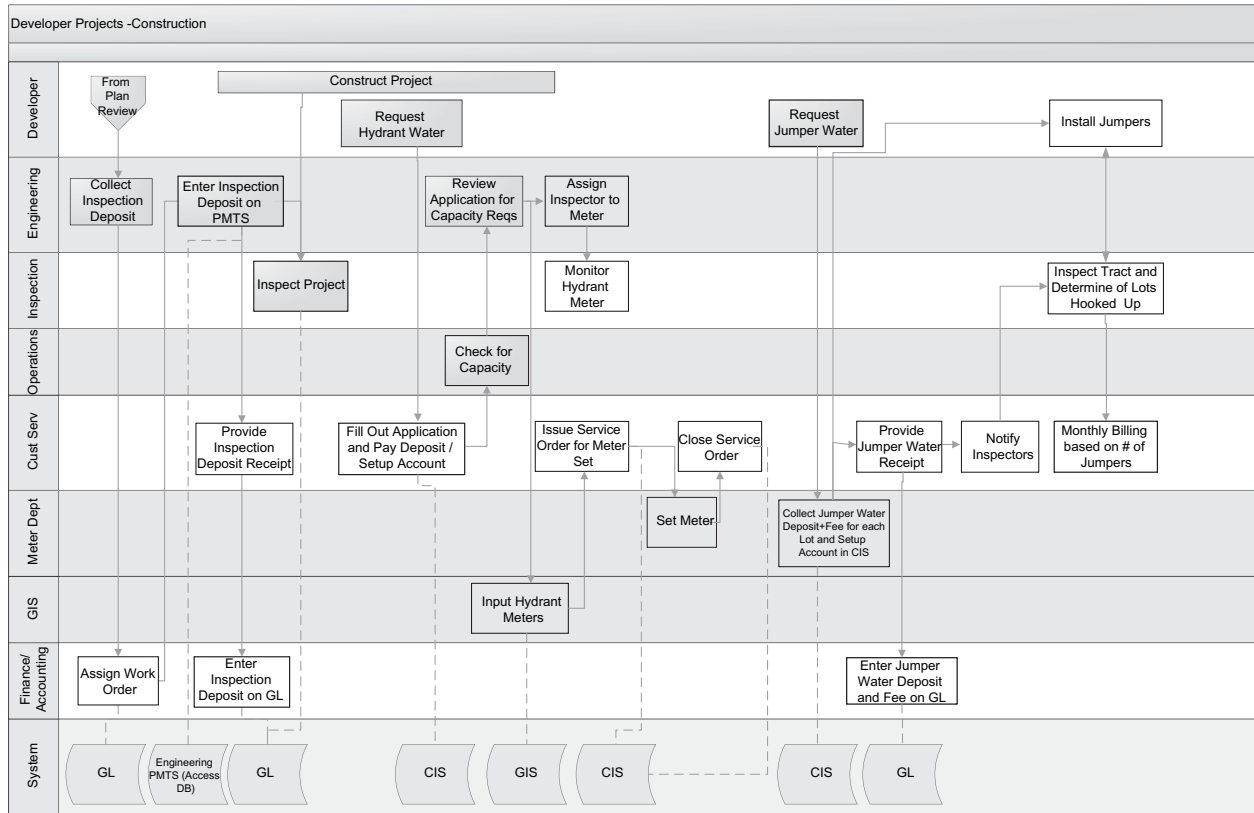 Developer Projects -Construction
Developer
From
Plan
Review
Construct Project
Request
Hydrant Water
Request
Jumper Water
Install Jumpers
Engineering
Collect
Inspection
Deposit
Enter Inspection
Deposit on
PMTS
Review
Application for
Capacity Reqs
Assign
Inspector to
Meter
Inspection
Inspect Project
Monitor
Hydrant
Meter
Inspect Tract and
Determine of Lots
Hooked Up
Operations
Check for
Capacity
Cust Serv
Provide
Inspection
Deposit Receipt
Fill Out Application
and Pay Deposit /
Setup Account
Issue Service
Order for Meter
Set
Close Service
Order
Provide
Jumper Water
Receipt
Notify
Inspectors
Monthly Billing
based on # of
Jumpers
Meter Dept
Set Meter
Collect Jumper Water
Deposit+Fee for each
Lot and Setup
Account in CIS
GIS
Input Hydrant
Meters
Finance/
Accounting
Assign Work
Order
Enter
Inspection
Deposit on GL
Enter Jumper
Water Deposit
and Fee on GL
System
GL
Engineering
PMTS (Access
DB)
GL
CIS
GIS
CIS
CIS
GL